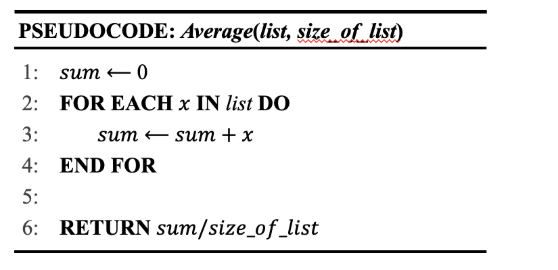 PSEUDOCODE: Average(list, size_of_list)
1: sum ← 0
2: FOR EACH x IN list DO
3: sum ← sum + x
4: END FOR
5:
6: RETURN sum/size_of_list